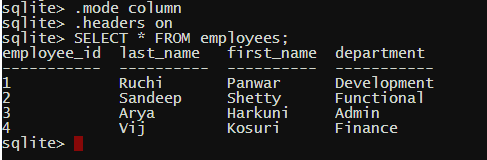 sqlite> .mode column
sqlite> .headers on
sqlite> SELECT * FROM employees;
employee_id  last_name   first_name  department
-----------  ----------  ----------  -----------
1            Ruchi       Panwar      Development
2            Sandeep     Shetty      Functional
3            Arya        Harkuni     Admin
4            Vij         Kosuri      Finance
sqlite>